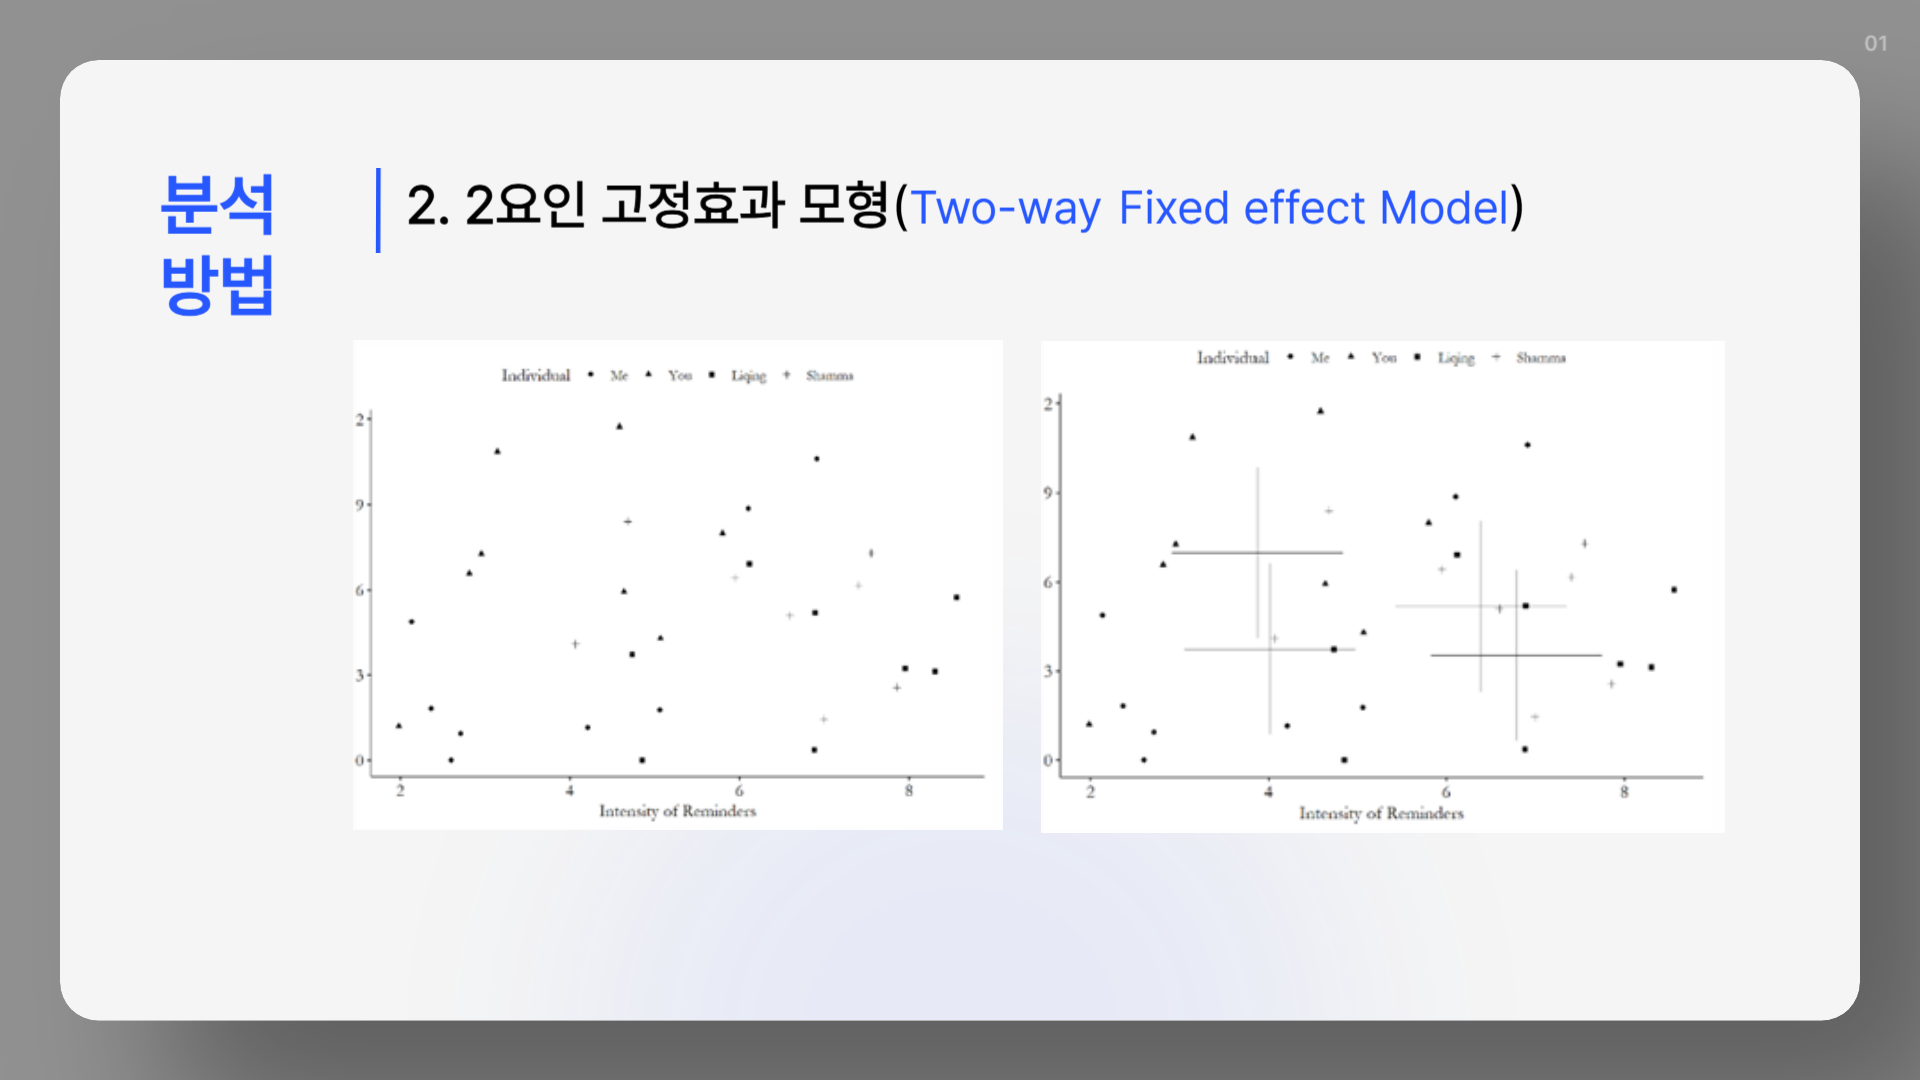 01
분석
방법
2. 2요인 고정효과 모형(Two-way Fixed effect Model)
Individual Me You Liqing Shamma
2
9
6
3
0
2 4 6 8
Intensity of Reminders
Individual Me You Liqing Shamma
2
9
6
3
0
2 4 6 8
Intensity of Reminders